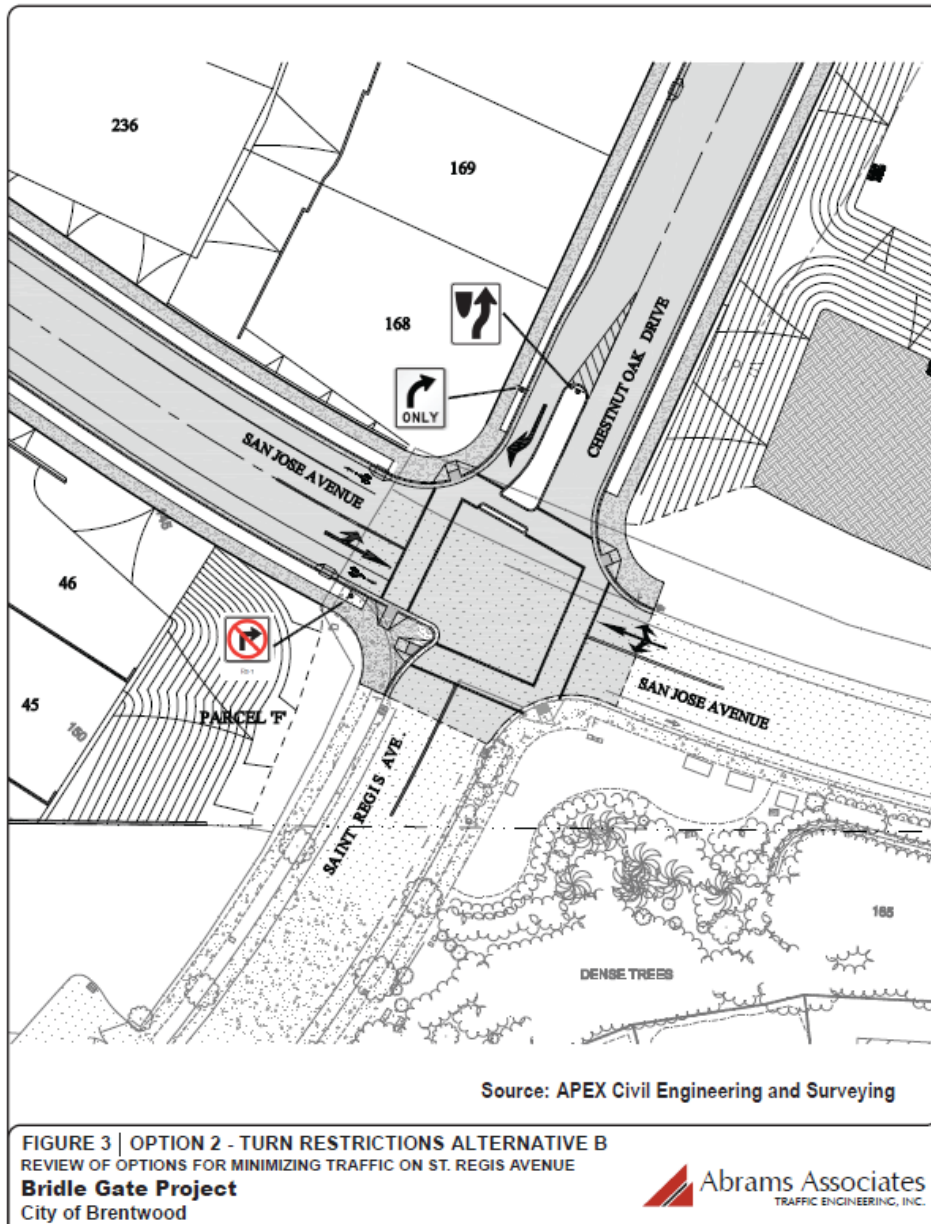 236
169
168
ONLY
CHESTNUT OAK DRIVE
SAN JOSE AVENUE
46
45
150
PARCEL 'F'
SAN JOSE AVENUE
SAINT REGIS AVE.
165
DENSE TREES
Source: APEX Civil Engineering and Surveying
FIGURE 3 | OPTION 2 - TURN RESTRICTIONS ALTERNATIVE B
REVIEW OF OPTIONS FOR MINIMIZING TRAFFIC ON ST. REGIS AVENUE
Bridle Gate Project
City of Brentwood
Abrams Associates
TRAFFIC ENGINEERING, INC.